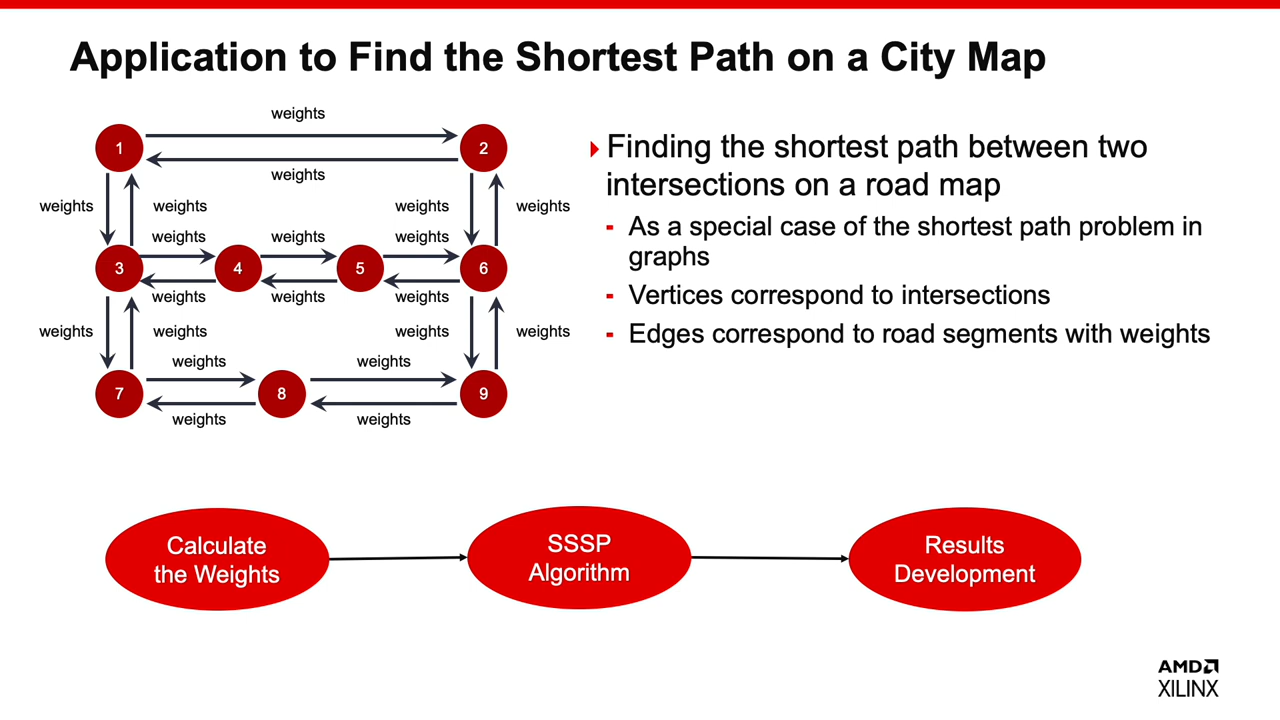 Application to Find the Shortest Path on a City Map
weights
1
2
weights
weights
weights
weights
weights
weights
weights
weights
3
4
5
6
weights
weights
weights
weights
weights
weights
weights
weights
weights
7
8
9
weights
weights
Finding the shortest path between two
intersections on a road map
- As a special case of the shortest path problem in
graphs
- Vertices correspond to intersections
- Edges correspond to road segments with weights
Calculate
the Weights
SSSP
Algorithm
Results
Development
AMD
XILINX